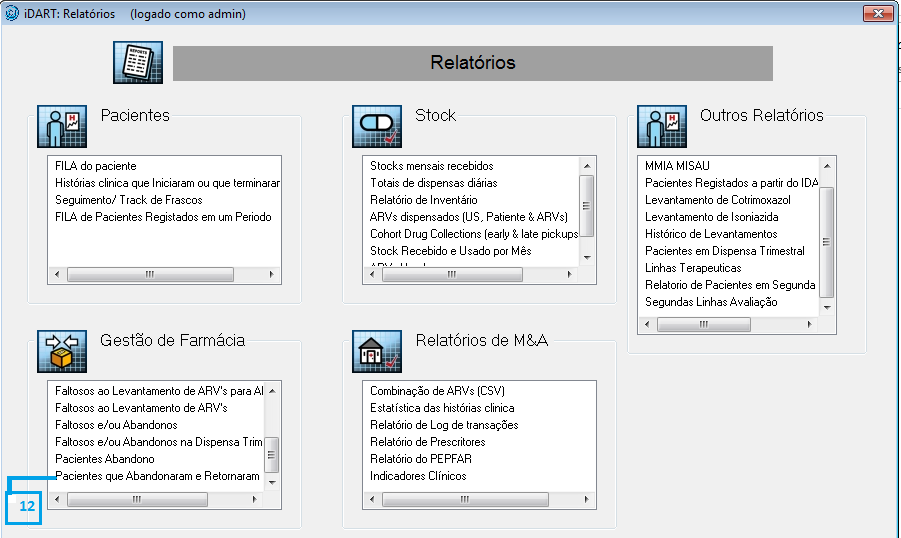 iDART: Relatórios (logado como admin)
REPORTS
Relatórios
Pacientes
FILA do paciente
Histórias clinica que Iniciaram ou que terminaram
Seguimento/ Track de Frascos
FILA de Pacientes Registados em um Periodo
Stock
Stocks mensais recebidos
Totais de dispensas diárias
Relatório de Inventário
ARVs dispensados (US, Patiente & ARVs)
Cohort Drug Collections (early & late pickups
Stock Recebido e Usado por Mês
Outros Relatórios
MMIA MISAU
Pacientes Registados a partir do IDA
Levantamento de Cotrimoxazol
Levantamento de Isoniazida
Histórico de Levantamentos
Pacientes em Dispensa Trimestral
Linhas Terapeuticas
Relatorio de Pacientes em Segunda
Segundas Linhas Avaliação
Gestão de Farmácia
Faltosos ao Levantamento de ARV's para
Faltosos ao Levantamento de ARV's
Faltosos e/ou Abandonos
Faltosos e/ou Abandonos na Dispensa Trim
Pacientes Abandono
Pacientes que Abandonaram e Retornaram
12
Relatórios de M&A
Combinação de ARVs (CSV)
Estatística das histórias clinica
Relatório de Log de transações
Relatório de Prescritores
Relatório do PEPFAR
Indicadores Clínicos